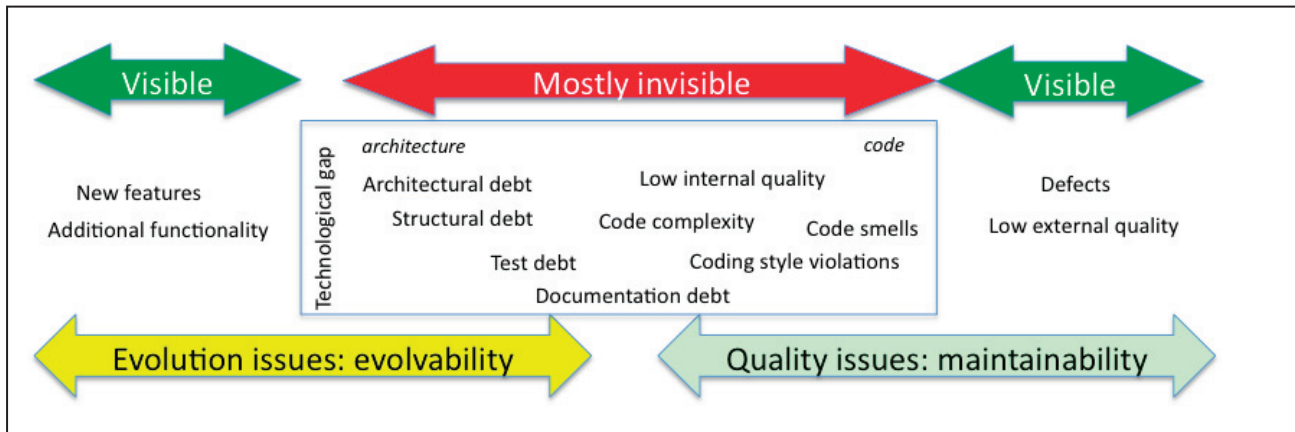 Visible
Mostly invisible
Visible
Technological gap
architecture
code
New features
Additional functionality
Architectural debt
Low internal quality
Structural debt
Code complexity
Code smells
Test debt
Coding style violations
Documentation debt
Defects
Low external quality
Evolution issues: evolvability
Quality issues: maintainability